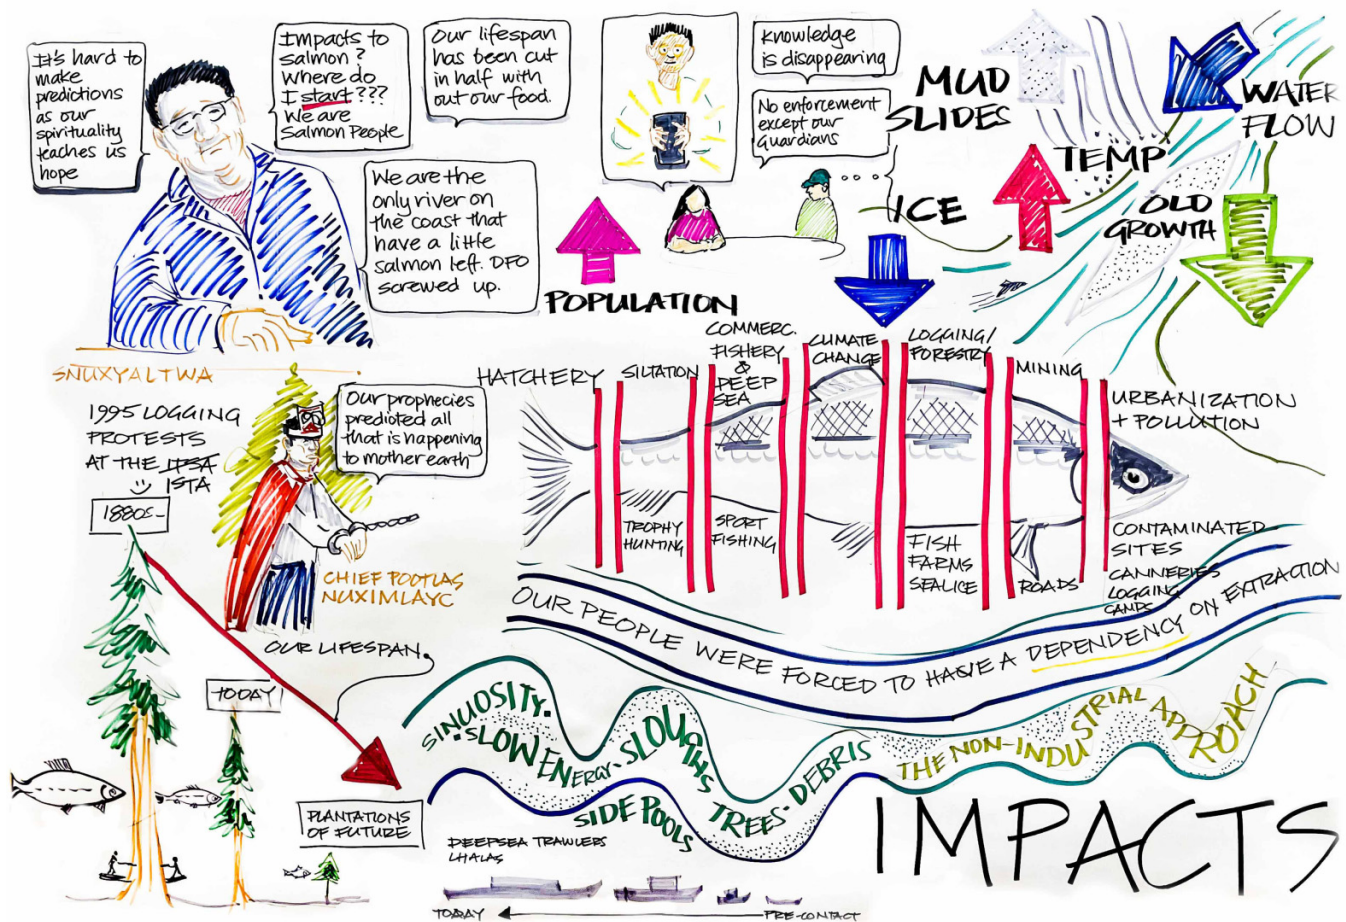 It's hard to
make
predictions
as our
spirituality
teaches us
hope
Impacts to
salmon?
Where do
I start???
We are
Salmon People
Our lifespan
has been cut
in half with
out our food.
We are the
only river on
the coast that
have a little
salmon left. DFO
screwed up.
SNUXYALTWA
Knowledge
is disappearing
No enforcement
except our
Guardians
POPULATION
MUD
SLIDES
ICE
TEMP
WATER
FLOW
OLD
GROWTH
1995 LOGGING
PROTESTS
AT THE IPSA
ISTA
Our prophecies
predicted all
that is happening
to mother earth
CHIEF POOTLAS
NUXIMLAYC
HATCHERY
SILTATION
COMMERC.
FISHERY
&
DEEP
SEA
CLIMATE
CHANGE
LOGGING/
FORESTRY
MINING
URBANIZATION
+ POLLUTION
TROPHY
HUNTING
SPORT
FISHING
FISH
FARMS
SEALICE
ROADS
CONTAMINATED
SITES
CANNERIES
LOGGING
CAMPS
OUR PEOPLE WERE FORCED TO HAVE A DEPENDENCY ON EXTRACTION
1880s-
OUR LIFESPAN
TODAY
PLANTATIONS
OF FUTURE
SINUOSITY. SLOW ENERGY. SLOUGHS
SIDE POOLS TREES. DEBRIS
THE NON-INDUSTRIAL APPROACH
DEEPSEA TRAWLERS
LHALAS
TODAY
PRE-CONTACT
IMPACTS